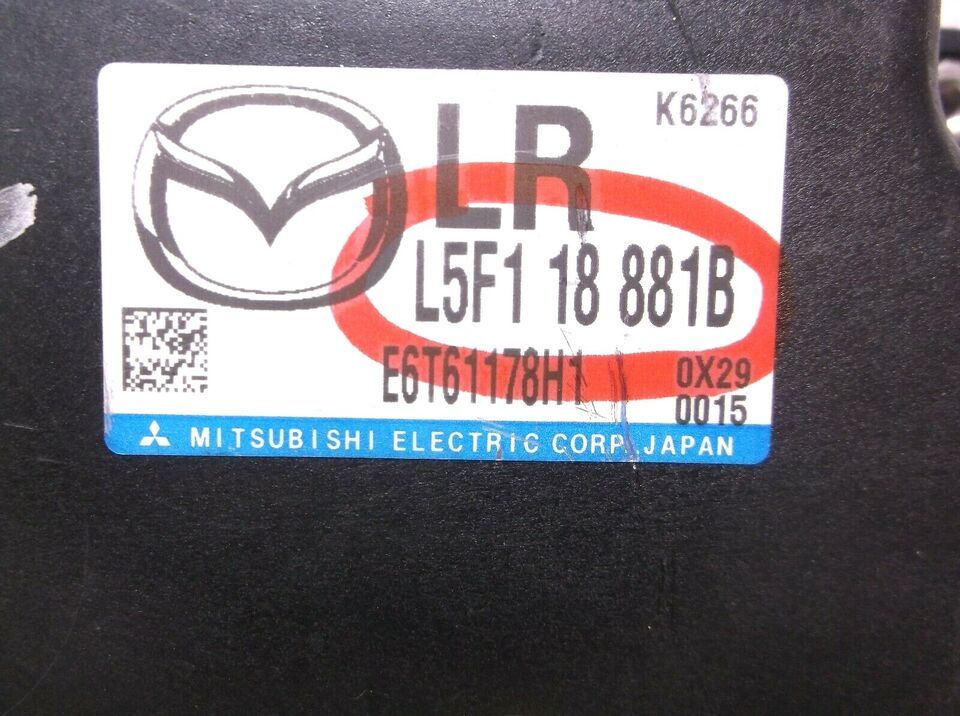 LR
K6266
L5F1 18 881B
E6T61178H1
0X29
0015
MITSUBISHI ELECTRIC CORP. JAPAN